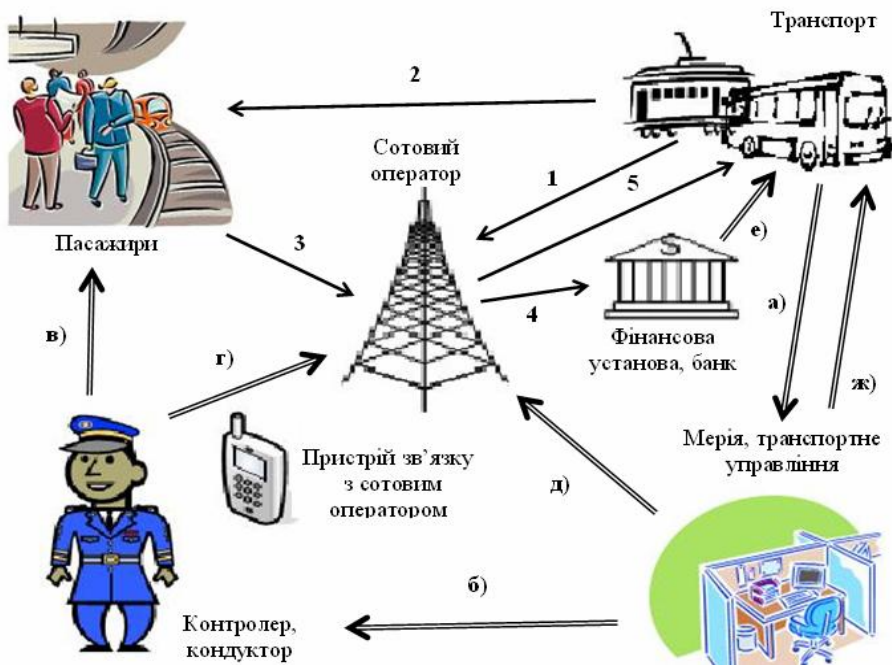 Транспорт
2
Сотовий
оператор
1
5
Пасажири
3
е)
4
а)
Фінансова
установа, банк
в)
г)
ж)
Мерія, транспортне
управління
Пристрій зв’язку
з сотовим
оператором
д)
б)
Контролер,
кондуктор